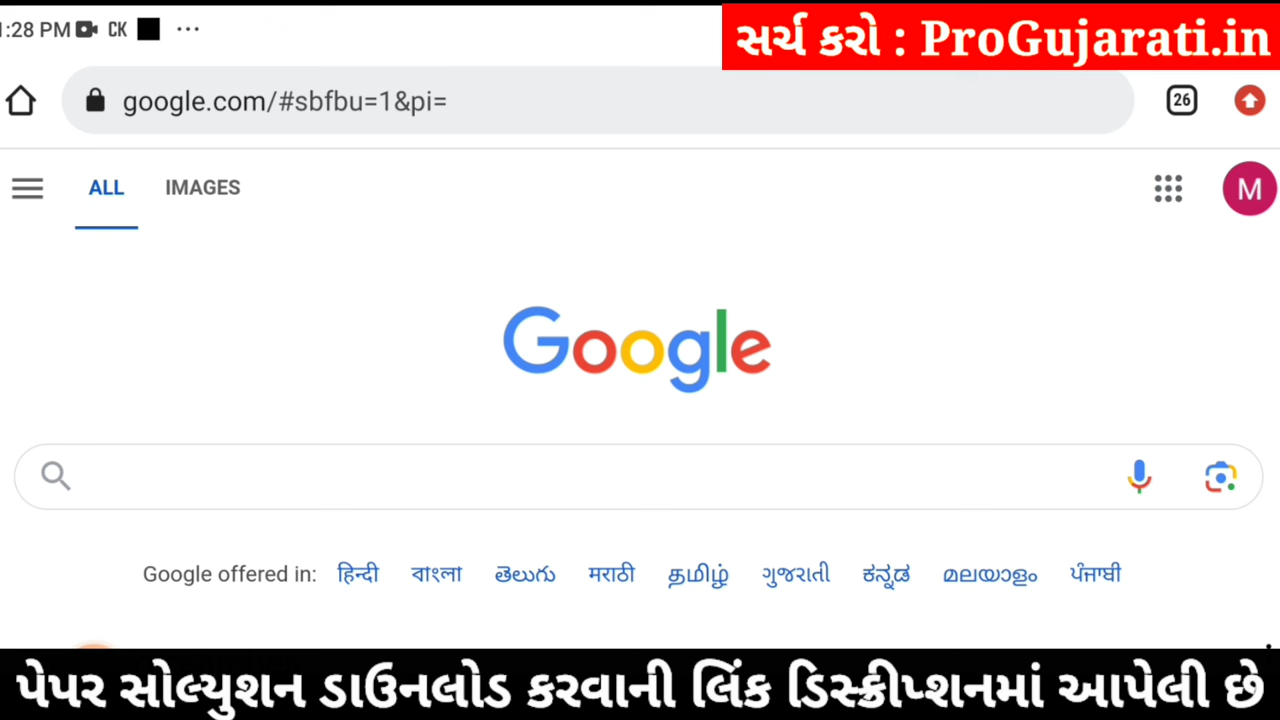 :28 PM CK ...
સર્ચ કરો : ProGujarati.in
google.com/#sbfbu=1&pi=
26
ALL IMAGES
M
Google
Google offered in: हिन्दी বাংলা తెలుగు मराठी தமிழ் ગુજરાતી ಕನ್ನಡ മലയാളം ਪੰਜਾਬੀ
પેપર સોલ્યુશન ડાઉનલોડ કરવાની લિંક ડિસ્ક્રીપ્શનમાં આપેલી છે